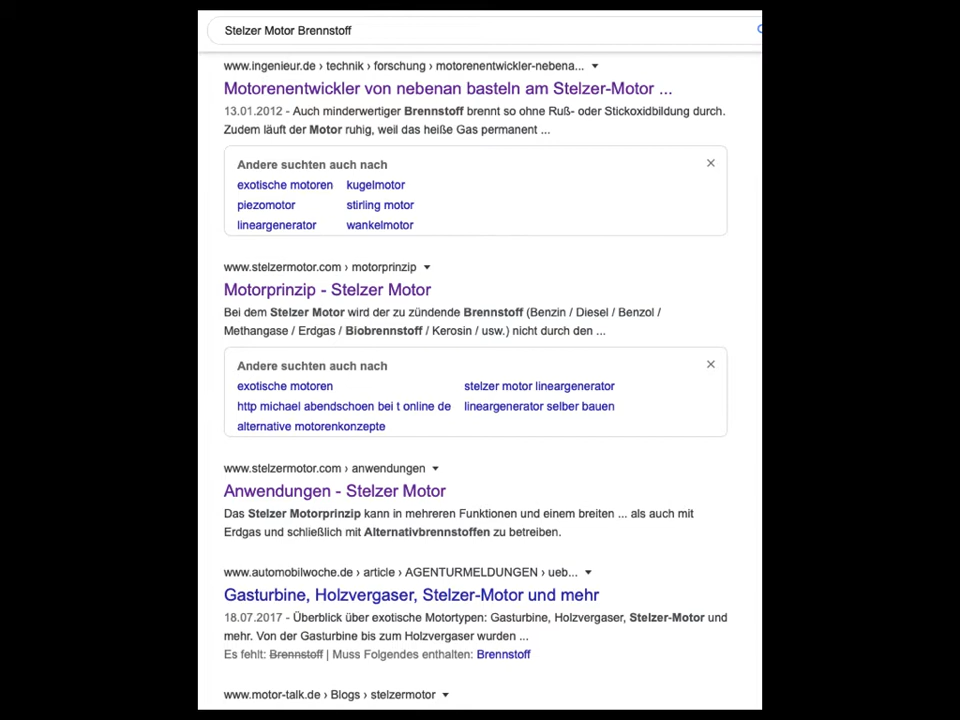 Stelzer Motor Brennstoff
www.ingenieur.de › technik › forschung › motorenentwickler-nebena...
Motorenentwickler von nebenan basteln am Stelzer-Motor ...
13.01.2012 - Auch minderwertiger Brennstoff brennt so ohne Ruß- oder Stickoxidbildung durch.
Zudem läuft der Motor ruhig, weil das heiße Gas permanent ...
Andere suchten auch nach
exotische motoren kugelmotor
piezomotor stirling motor
lineargenerator wankelmotor
www.stelzermotor.com › motorprinzip
Motorprinzip - Stelzer Motor
Bei dem Stelzer Motor wird der zu zündende Brennstoff (Benzin / Diesel / Benzol /
Methangase / Erdgas / Biobrennstoff / Kerosin / usw.) nicht durch den ...
Andere suchten auch nach
exotische motoren stelzer motor lineargenerator
http michael abendschoen bei t online de lineargenerator selber bauen
alternative motorenkonzepte
www.stelzermotor.com › anwendungen
Anwendungen - Stelzer Motor
Das Stelzer Motorprinzip kann in mehreren Funktionen und einem breiten ... als auch mit
Erdgas und schließlich mit Alternativbrennstoffen zu betreiben.
www.automobilwoche.de › article › AGENTURMELDUNGEN › ueb...
Gasturbine, Holzvergaser, Stelzer-Motor und mehr
18.07.2017 - Überblick über exotische Motortypen: Gasturbine, Holzvergaser, Stelzer-Motor und
mehr. Von der Gasturbine bis zum Holzvergaser wurden ...
Es fehlt: Brennstoff | Muss Folgendes enthalten: Brennstoff
www.motor-talk.de › Blogs › stelzermotor